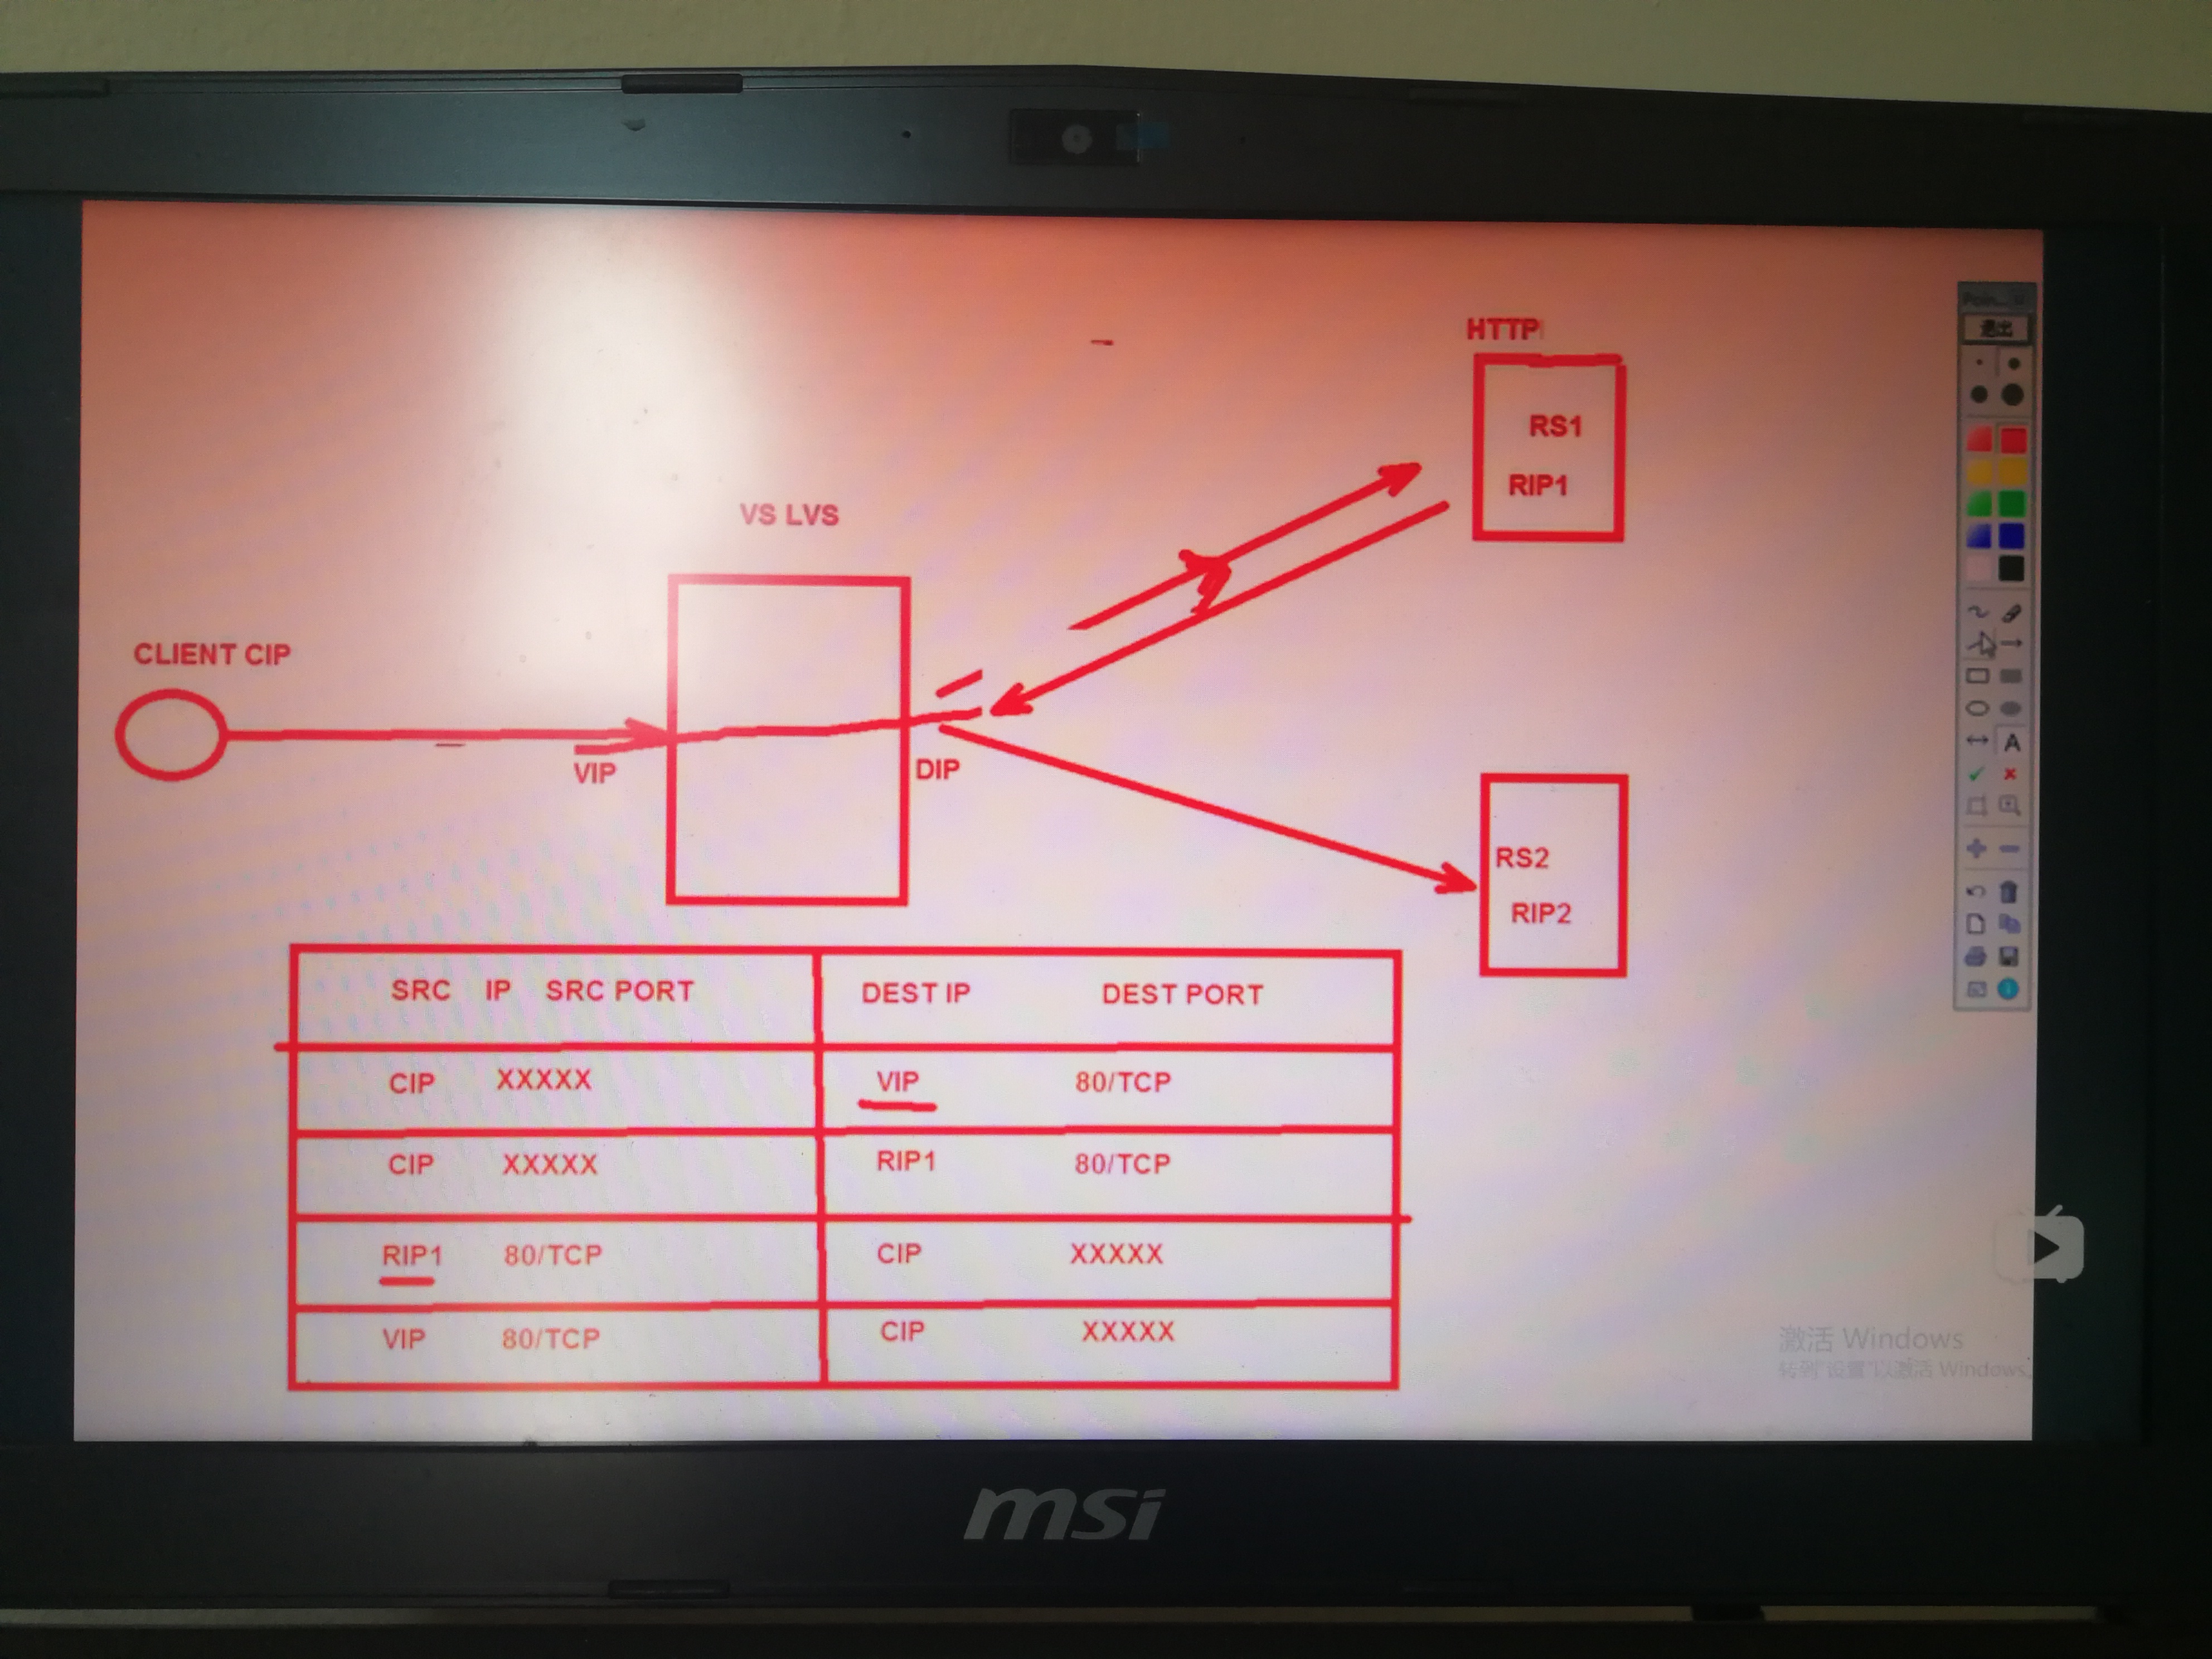 HTTP
RS1
RIP1
VS LVS
CLIENT CIP
VIP
DIP
RS2
RIP2
SRC IP SRC PORT DEST IP DEST PORT
CIP XXXXX VIP 80/TCP
CIP XXXXX RIP1 80/TCP
RIP1 80/TCP CIP XXXXX
VIP 80/TCP CIP XXXXX
Poin...
退出
A
激活 Windows
转到"设置"以激活 Windows。
msi